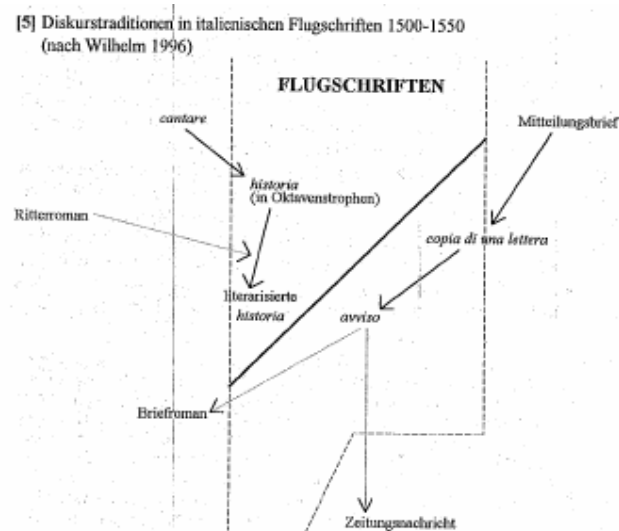 [5] Diskurstraditionen in italienischen Flugschriften 1500-1550
(nach Wilhelm 1996)
FLUGSCHRIFTEN
cantare
Mitteilungsbrief
historia
(in Oktavenstrophen)
Ritterroman
copia di una lettera
literarisierte
historia
avviso
Briefroman
Zeitungsnachricht